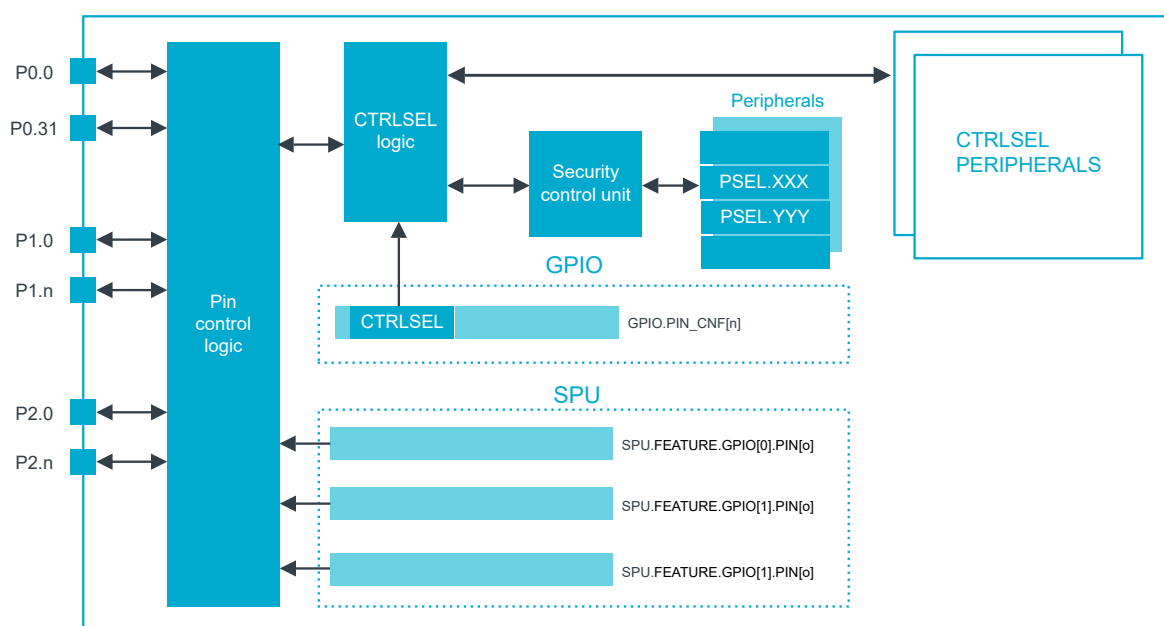 P0.0
P0.31
P1.0
P1.n
P2.0
P2.n
Pin
control
logic
CTRLSEL
logic
Security
control unit
Peripherals
PSEL.XXX
PSEL.YYY
CTRLSEL
PERIPHERALS
GPIO
CTRLSEL
GPIO.PIN_CNF[n]
SPU
SPU.FEATURE.GPIO[0].PIN[o]
SPU.FEATURE.GPIO[1].PIN[o]
SPU.FEATURE.GPIO[1].PIN[o]